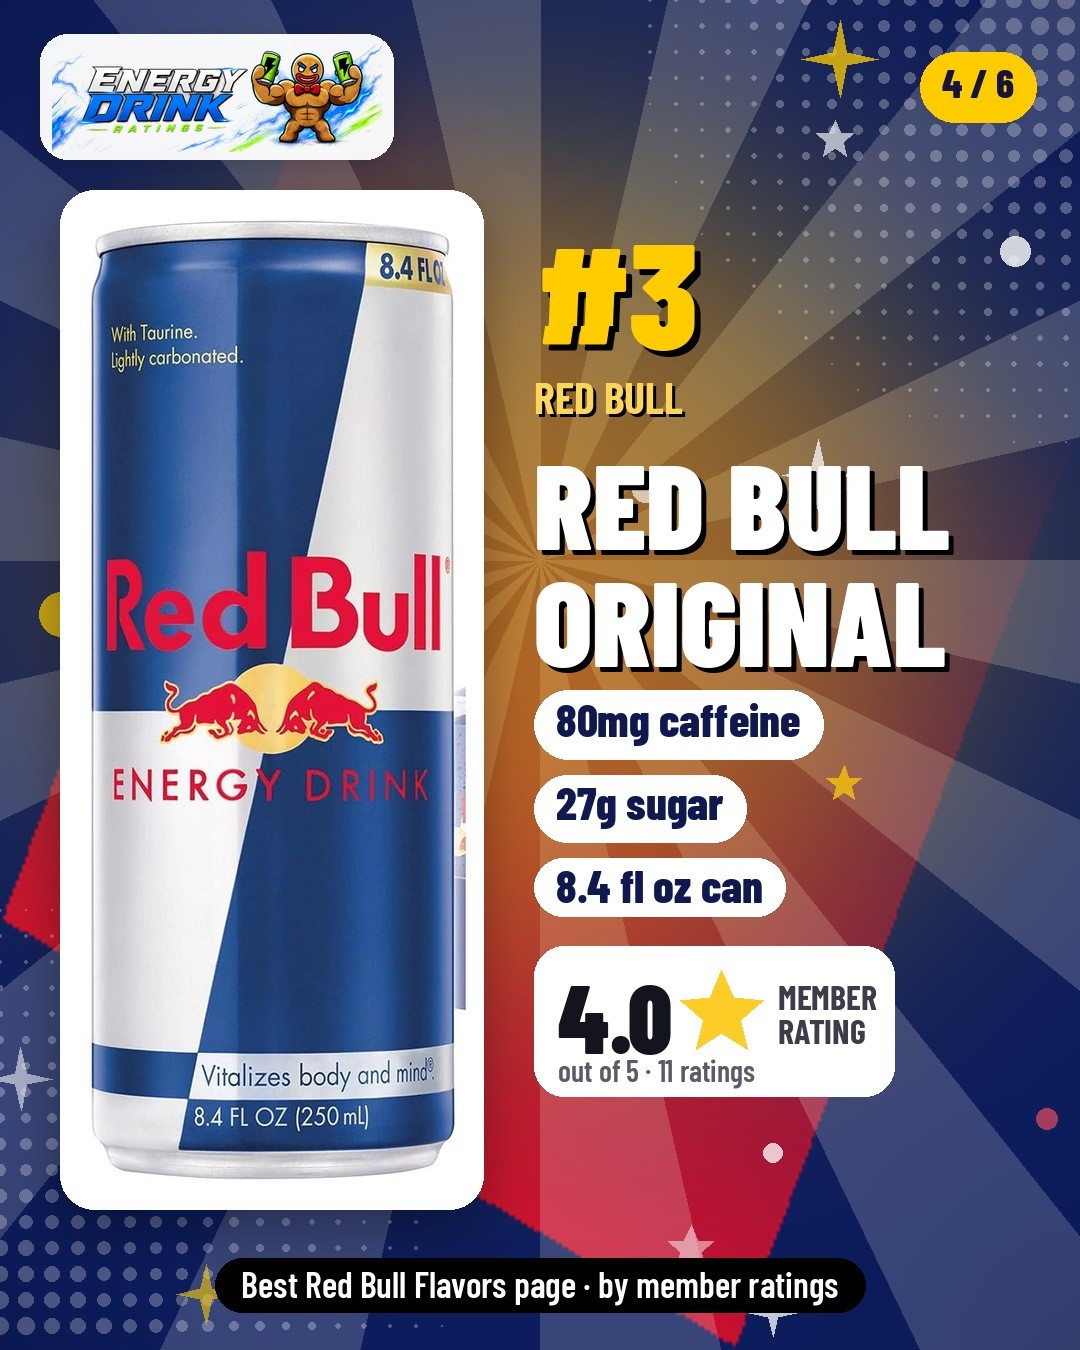 ENERGY
DRINK
RATINGS
4 / 6
8.4 FL OZ
With Taurine.
Lightly carbonated.
Red Bull®
ENERGY DRINK
Vitalizes body and mind®.
8.4 FL OZ (250 mL)
#3
RED BULL
RED BULL
ORIGINAL
80mg caffeine
27g sugar
8.4 fl oz can
4.0
MEMBER
RATING
out of 5 · 11 ratings
Best Red Bull Flavors page · by member ratings